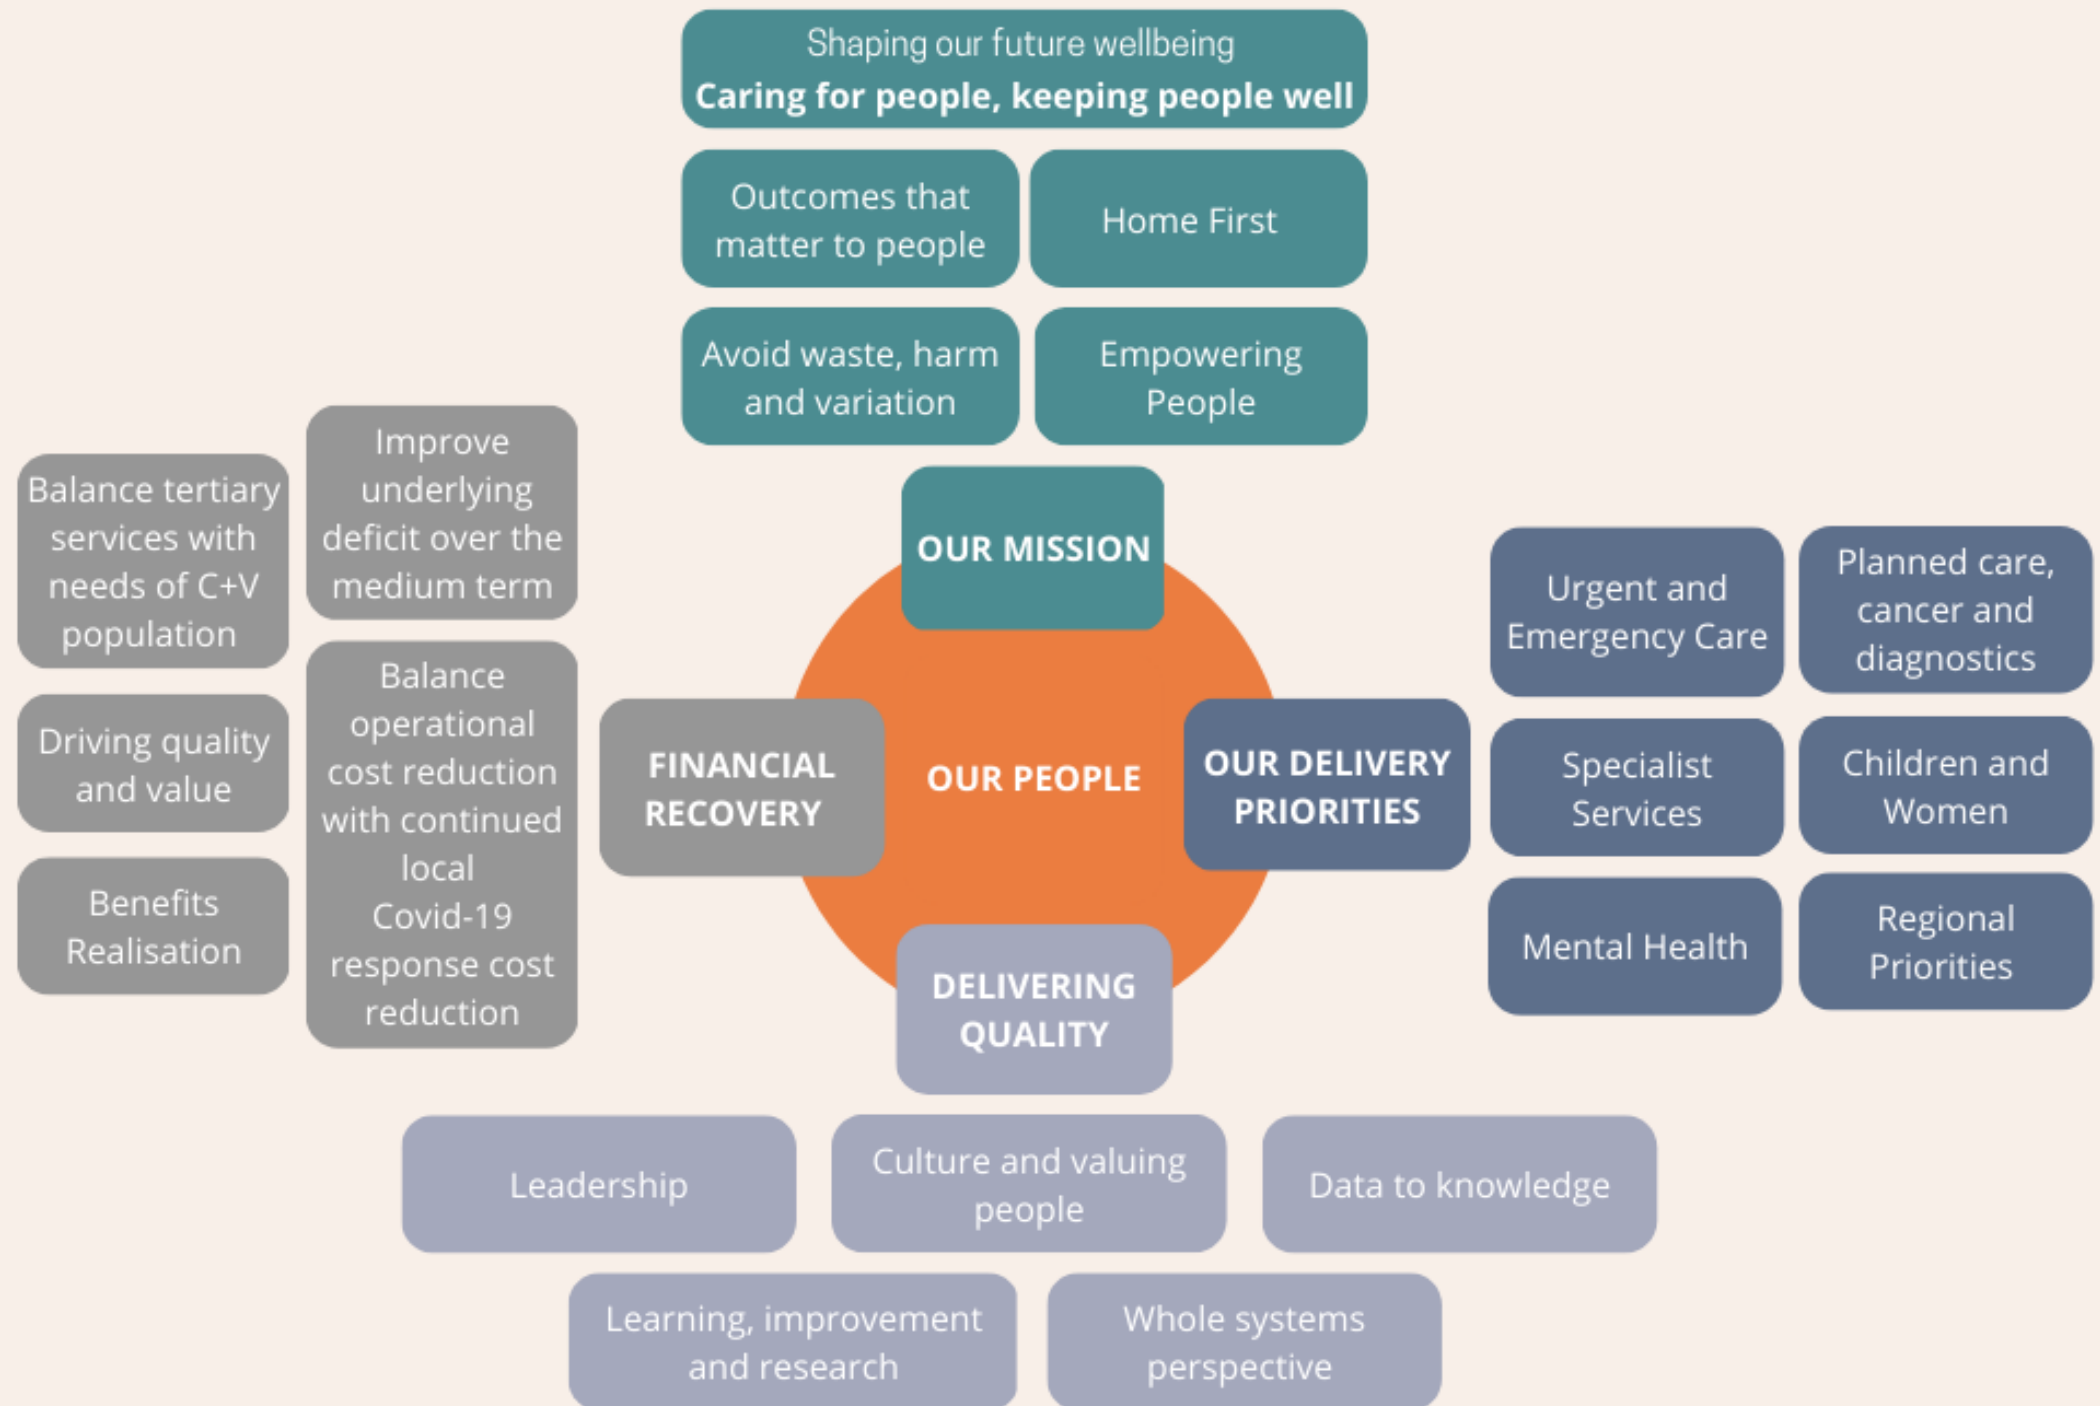 Shaping our future wellbeing
Caring for people, keeping people well
Outcomes that
matter to people
Home First
Avoid waste, harm
and variation
Empowering
People
OUR MISSION
Balance tertiary
services with
needs of C+V
population
Improve
underlying
deficit over the
medium term
Driving quality
and value
Balance
operational
cost reduction
with continued
local
Covid-19
response cost
reduction
Benefits
Realisation
FINANCIAL
RECOVERY
OUR PEOPLE
OUR DELIVERY
PRIORITIES
Urgent and
Emergency Care
Planned care,
cancer and
diagnostics
Specialist
Services
Children and
Women
Mental Health
Regional
Priorities
DELIVERING
QUALITY
Leadership
Culture and valuing
people
Data to knowledge
Learning, improvement
and research
Whole systems
perspective